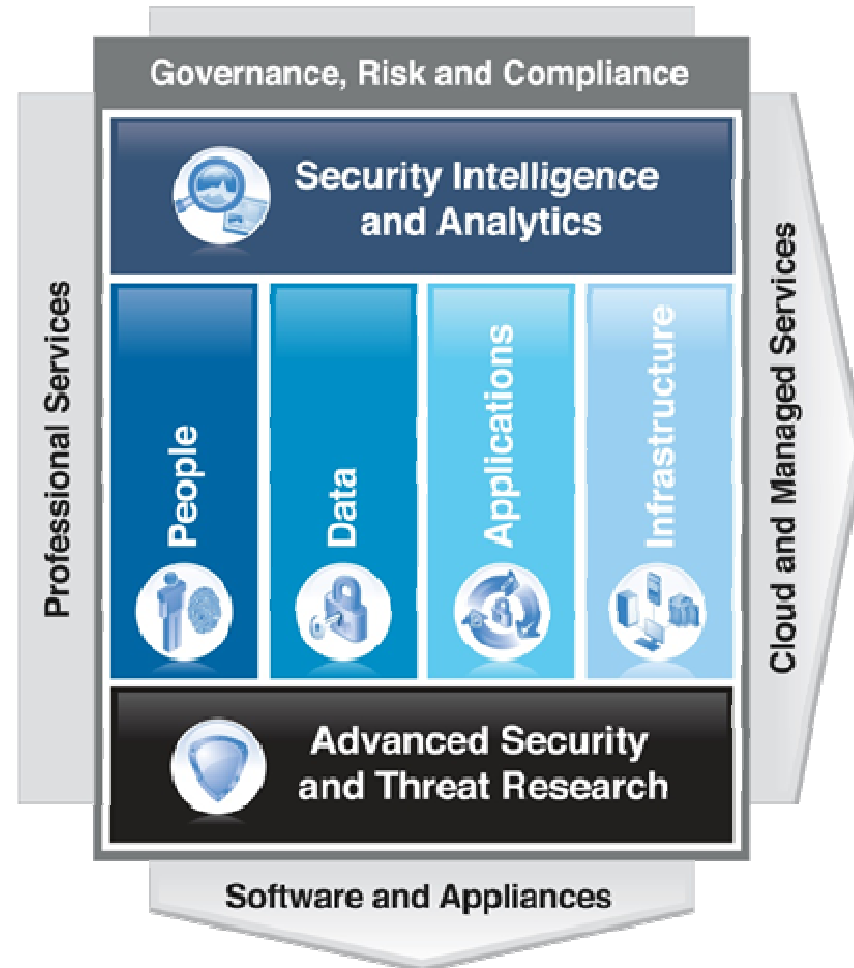 Governance, Risk and Compliance
Security Intelligence
and Analytics
Professional Services
People
Data
Applications
Infrastructure
Cloud and Managed Services
Advanced Security
and Threat Research
Software and Appliances